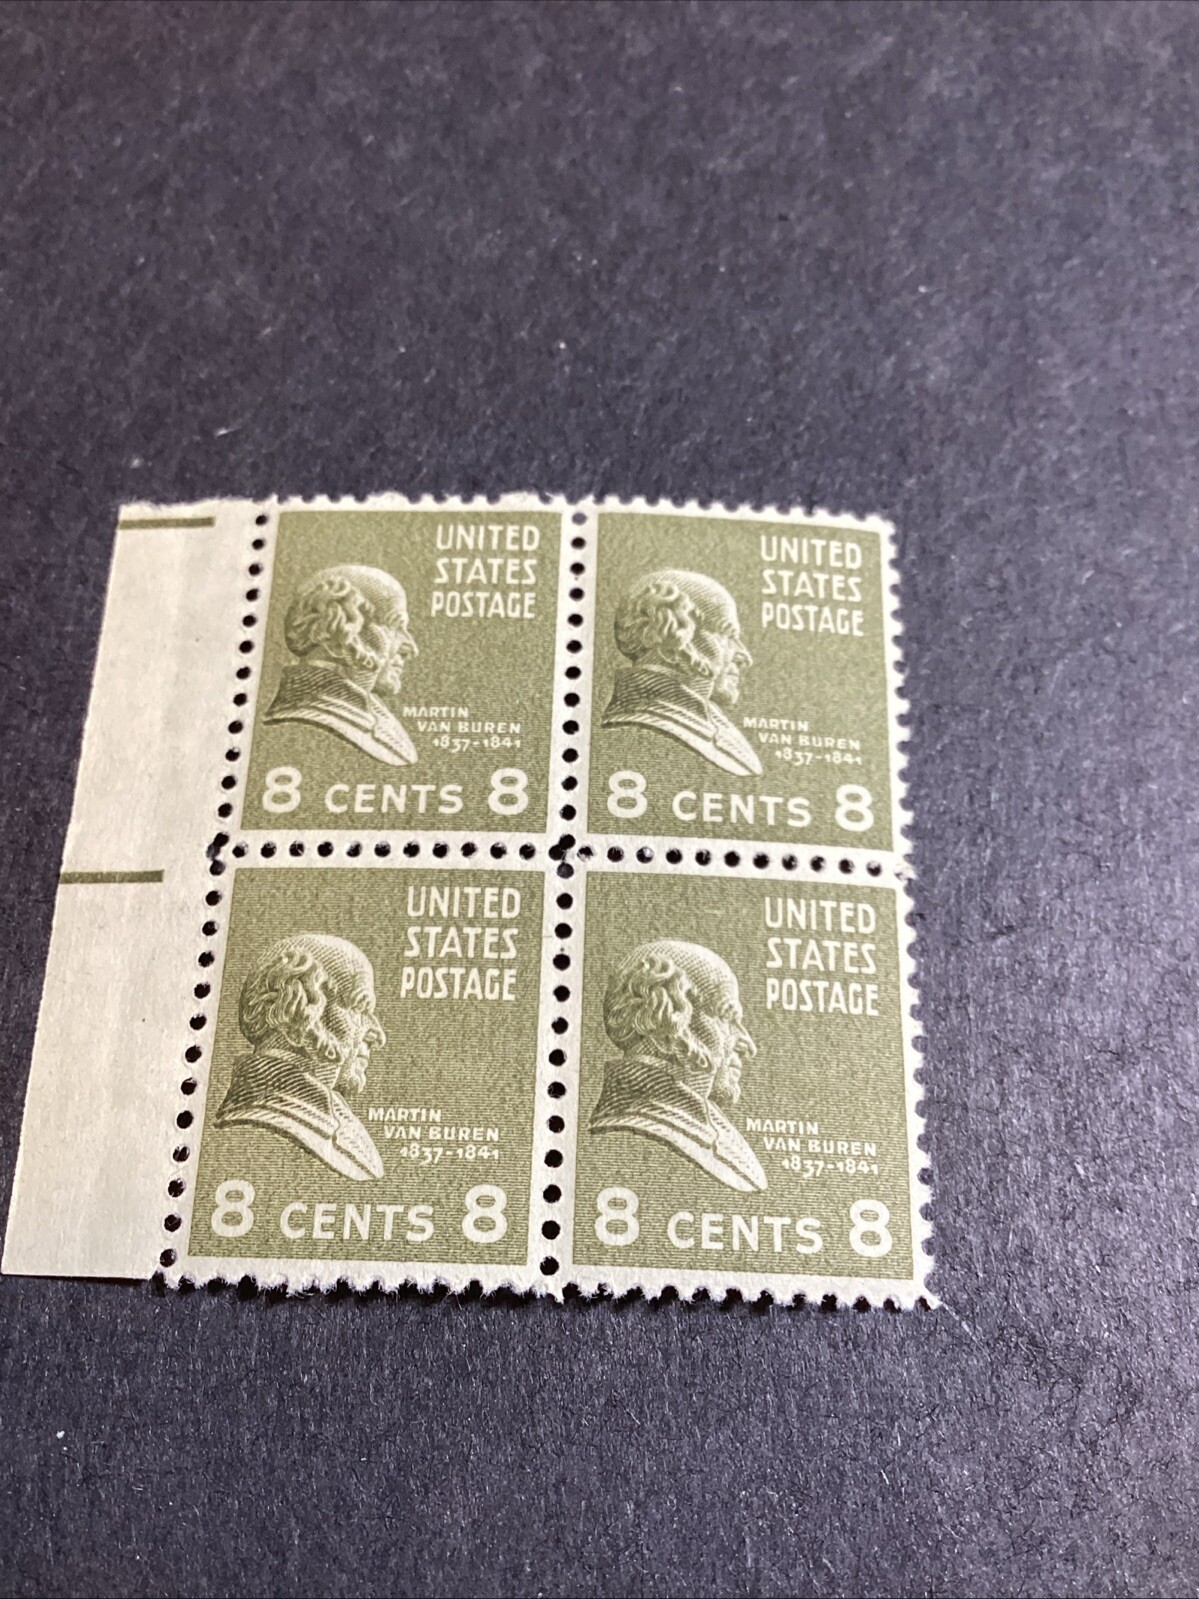 UNITED
STATES
POSTAGE
MARTIN
VAN BUREN
1837-1841
8 CENTS 8
UNITED
STATES
POSTAGE
MARTIN
VAN BUREN
1837-1841
8 CENTS 8
UNITED
STATES
POSTAGE
MARTIN
VAN BUREN
1837-1841
8 CENTS 8
UNITED
STATES
POSTAGE
MARTIN
VAN BUREN
1837-1841
8 CENTS 8